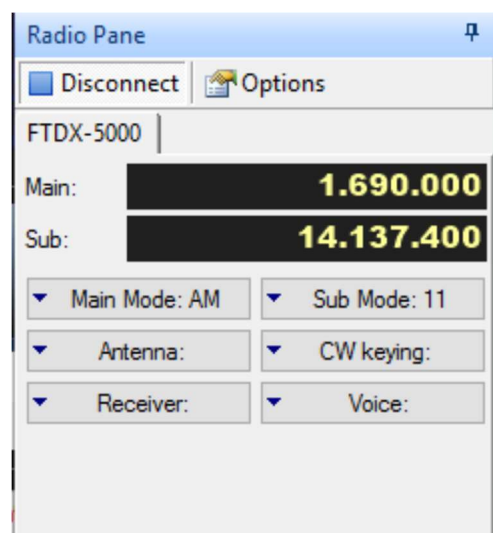 Radio Pane
Disconnect Options
FTDX-5000
Main: 1.690.000
Sub: 14.137.400
Main Mode: AM Sub Mode: 11
Antenna: CW keying:
Receiver: Voice: